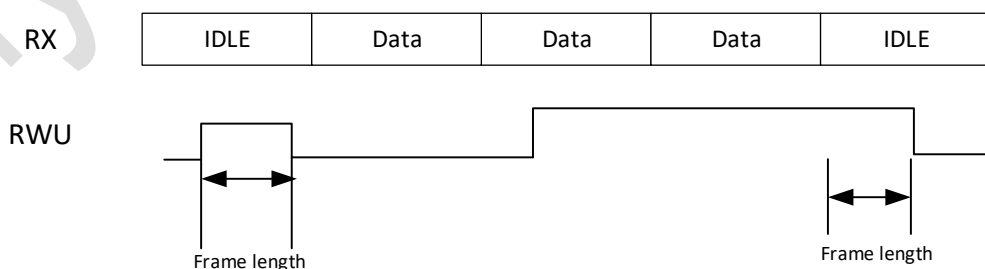 RX IDLE Data Data Data IDLE
RWU
Frame length Frame length